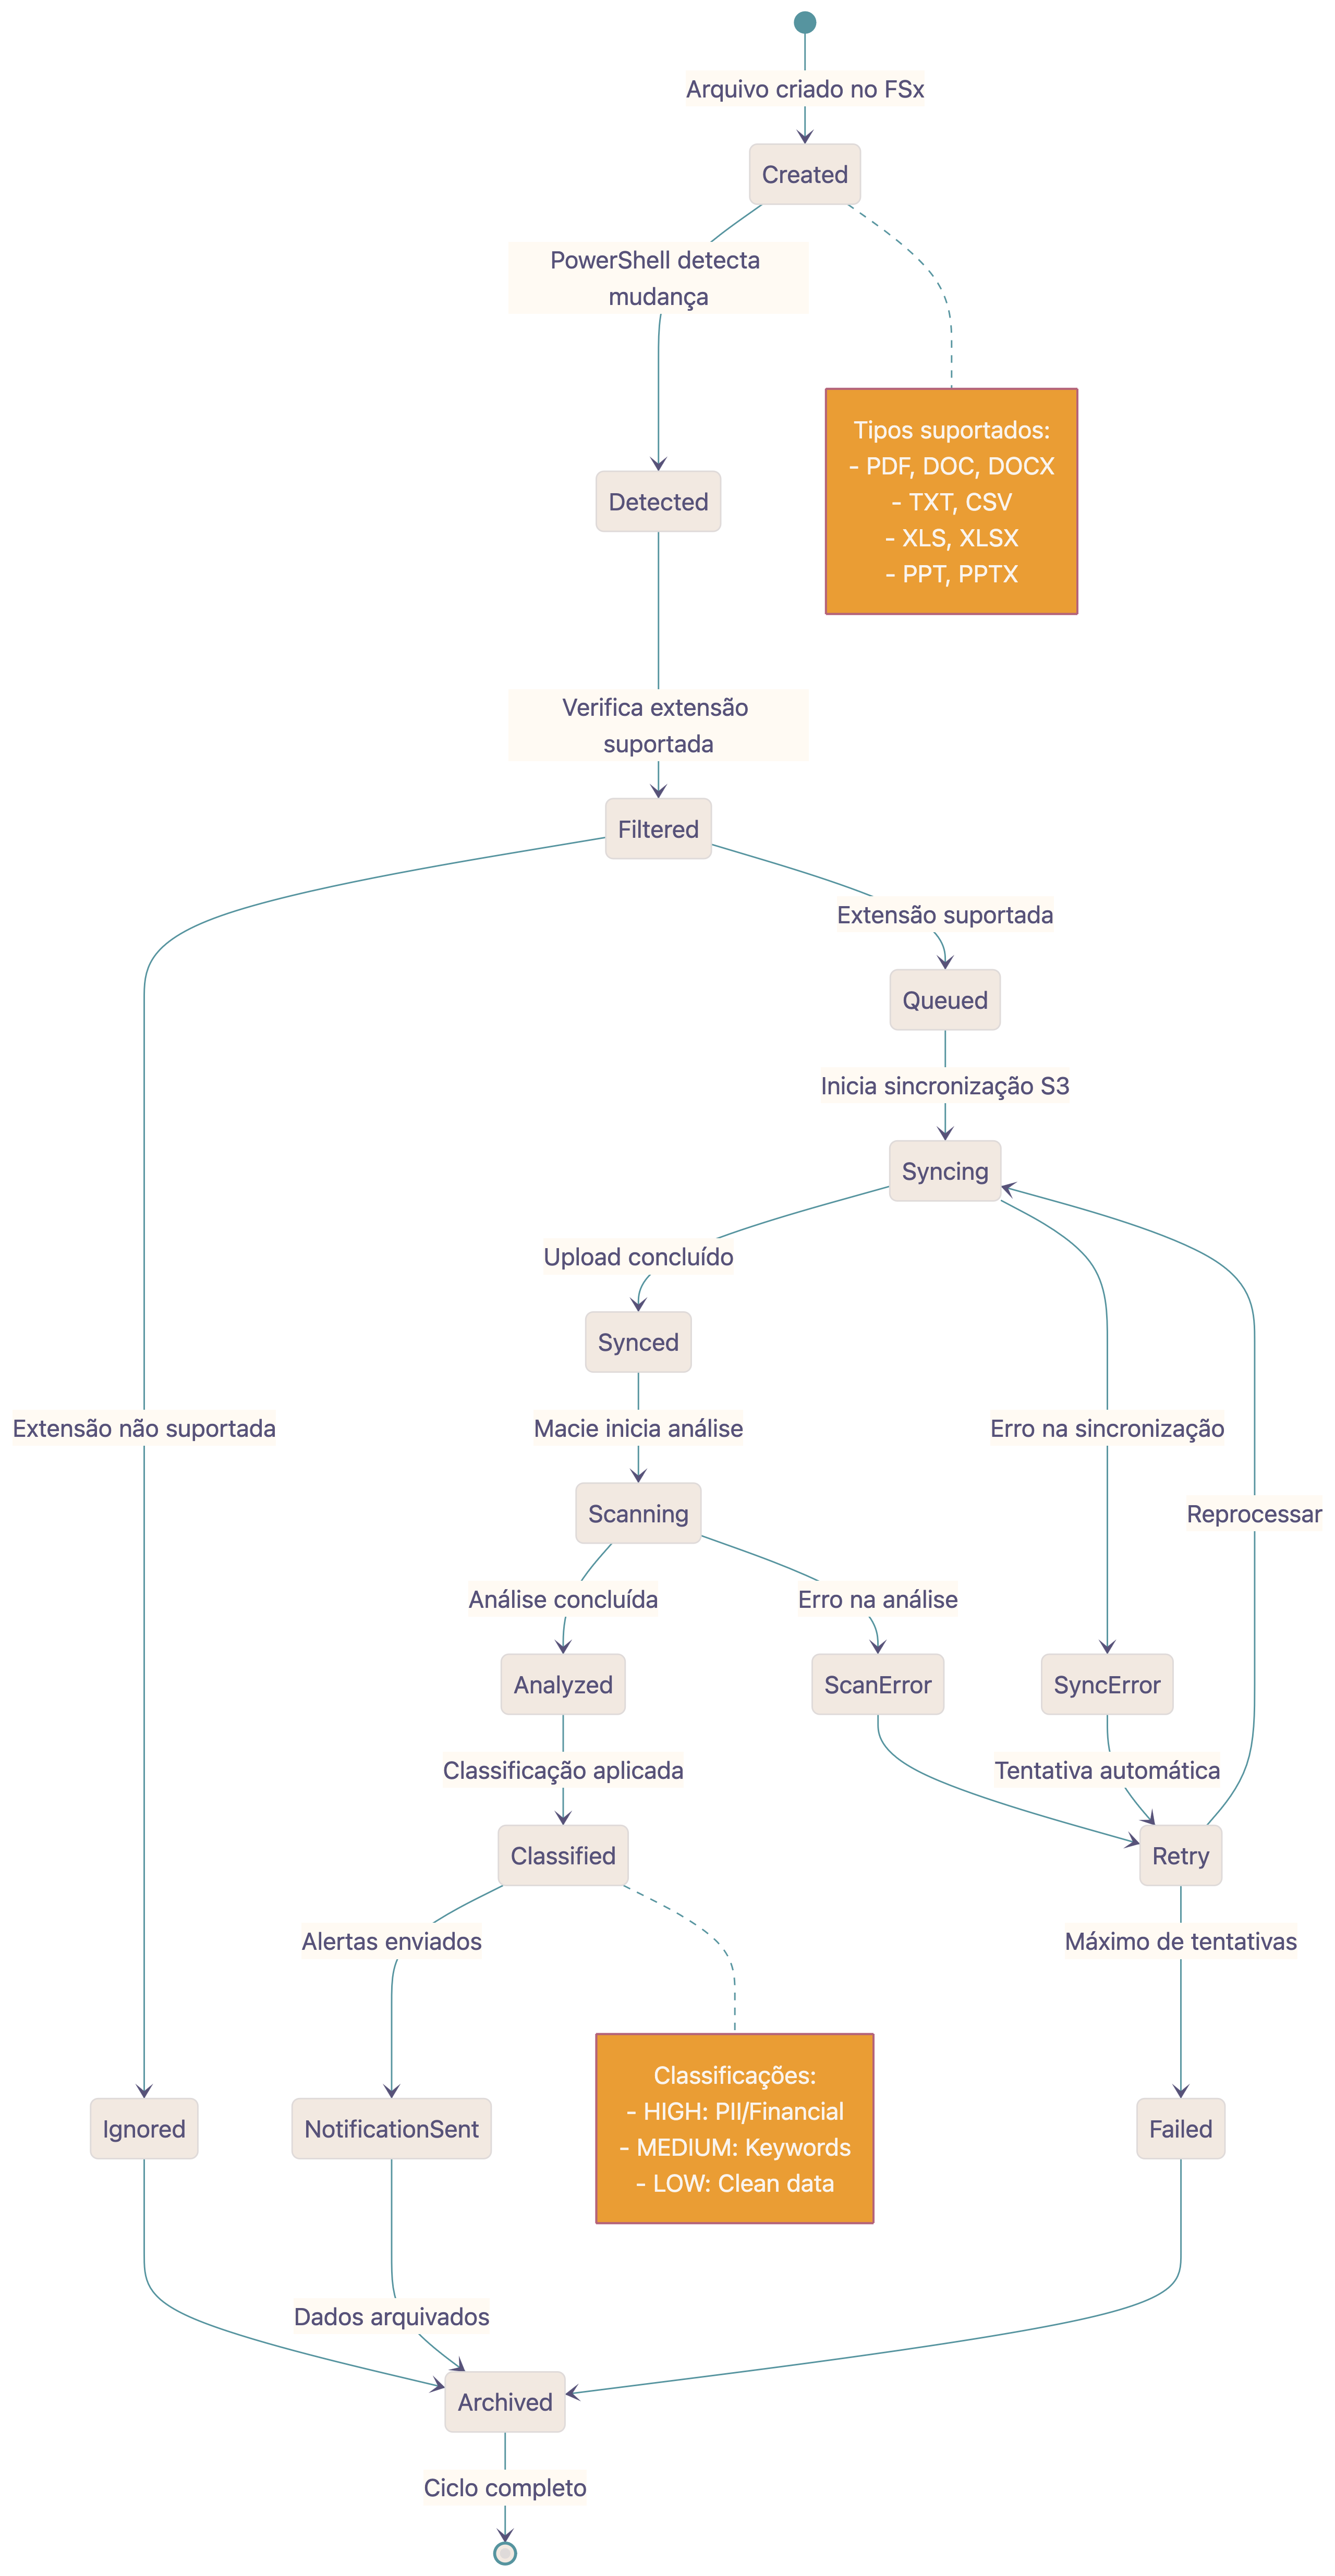 Arquivo criado no FSx
Created
PowerShell detecta
mudança
Tipos suportados:
- PDF, DOC, DOCX
- TXT, CSV
- XLS, XLSX
- PPT, PPTX
Detected
Verifica extensão
suportada
Filtered
Extensão suportada
Queued
Inicia sincronização S3
Syncing
Upload concluído
Synced
Extensão não suportada
Macie inicia análise
Erro na sincronização
Scanning
Reprocessar
Análise concluída
Erro na análise
Analyzed
ScanError
SyncError
Classificação aplicada
Tentativa automática
Classified
Retry
Alertas enviados
Máximo de tentativas
Classificações:
- HIGH: PII/Financial
- MEDIUM: Keywords
- LOW: Clean data
Ignored
NotificationSent
Failed
Dados arquivados
Archived
Ciclo completo